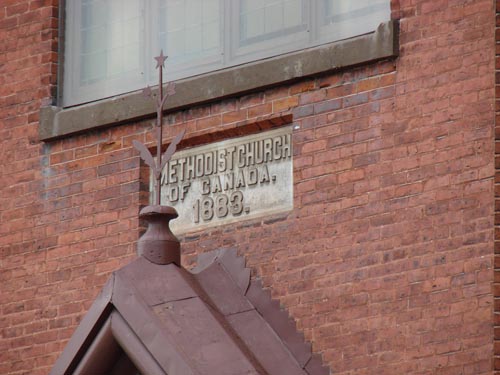 METHODIST CHURCH
OF CANADA.
1883.